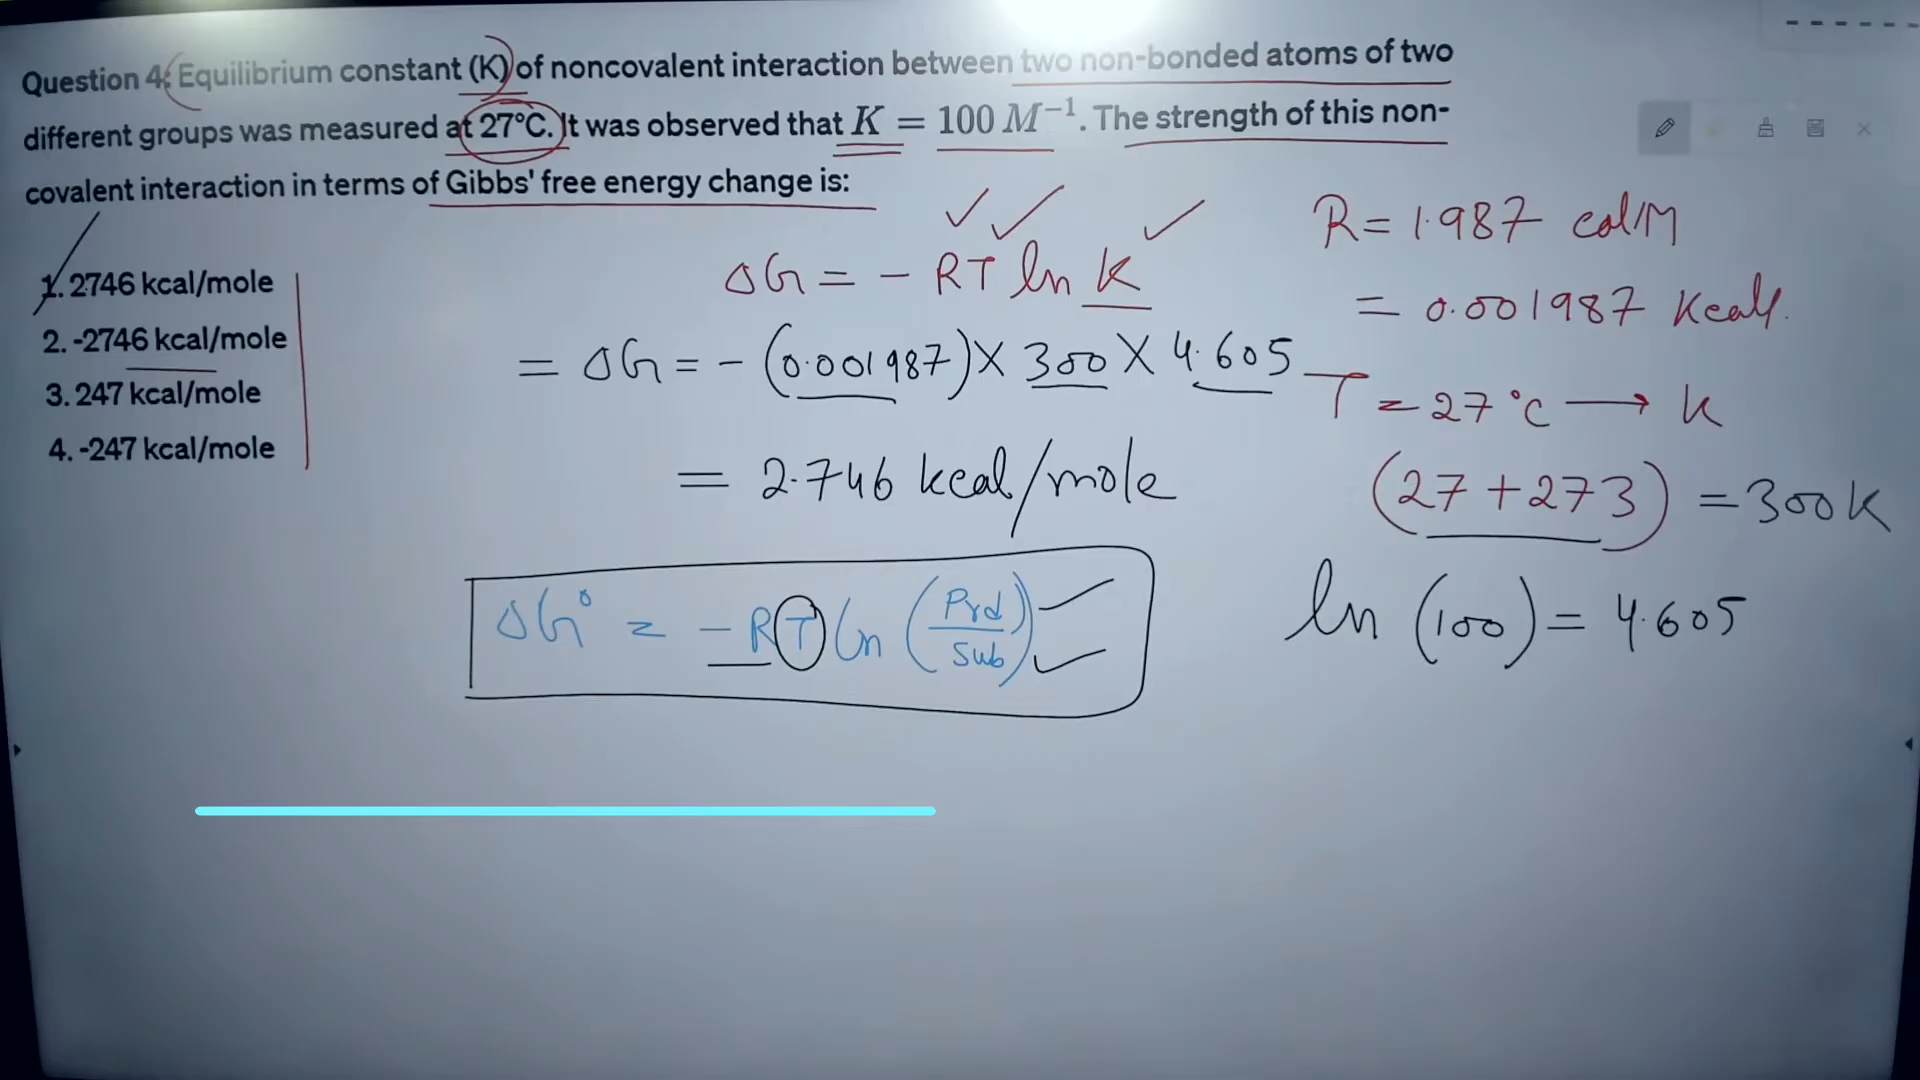 Question 4: Equilibrium constant (K) of noncovalent interaction between two non-bonded atoms of two
different groups was measured at 27°C. It was observed that K = 100 M⁻¹. The strength of this non-
covalent interaction in terms of Gibbs' free energy change is:
1. 2746 kcal/mole
2. -2746 kcal/mole
3. 247 kcal/mole
4. -247 kcal/mole
ΔG = - RT ln K
= ΔG = - (0.001987) X 300 X 4.605
= 2.746 kcal/mole
ΔG° = -RT ln (Prd/Sub)
R = 1.987 cal/M
= 0.001987 Kcal/.
T = 27°C → K
(27 + 273) = 300K
ln (100) = 4.605